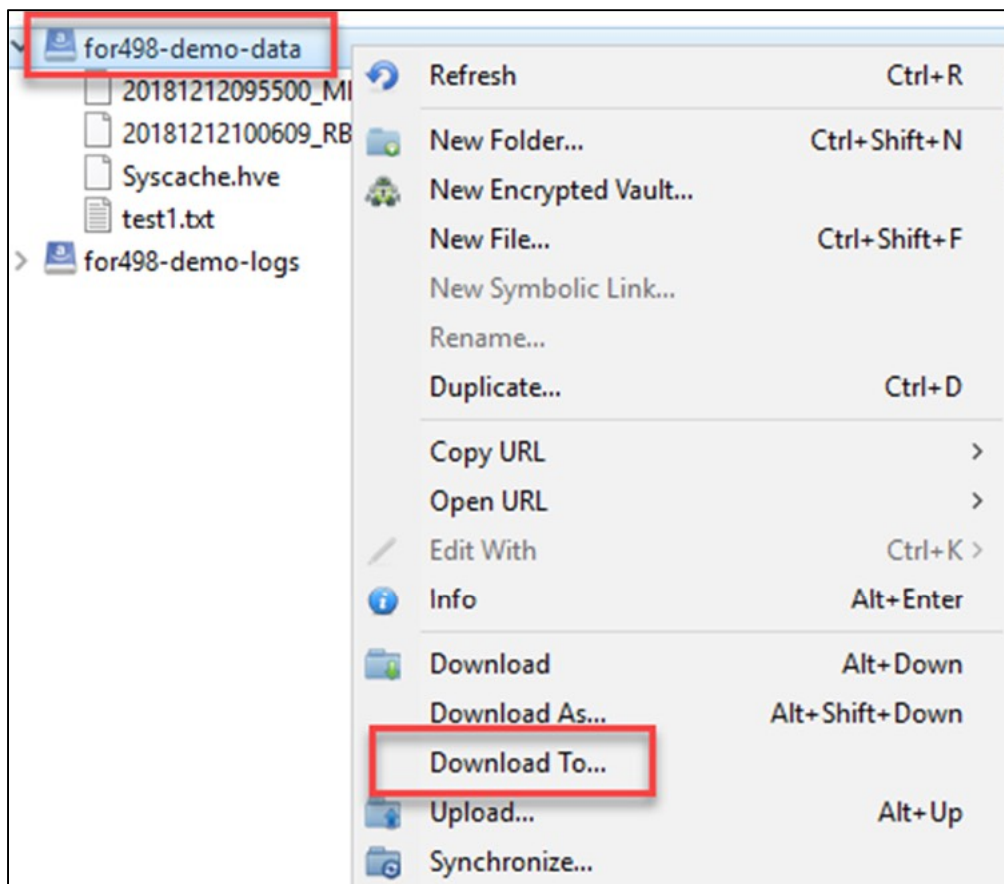 for498-demo-data
20181212095500_MI
20181212100609_RB
Syscache.hve
test1.txt
for498-demo-logs
Refresh Ctrl+R
New Folder... Ctrl+Shift+N
New Encrypted Vault...
New File... Ctrl+Shift+F
New Symbolic Link...
Rename...
Duplicate... Ctrl+D
Copy URL >
Open URL >
Edit With Ctrl+K >
Info Alt+Enter
Download Alt+Down
Download As... Alt+Shift+Down
Download To...
Upload... Alt+Up
Synchronize...